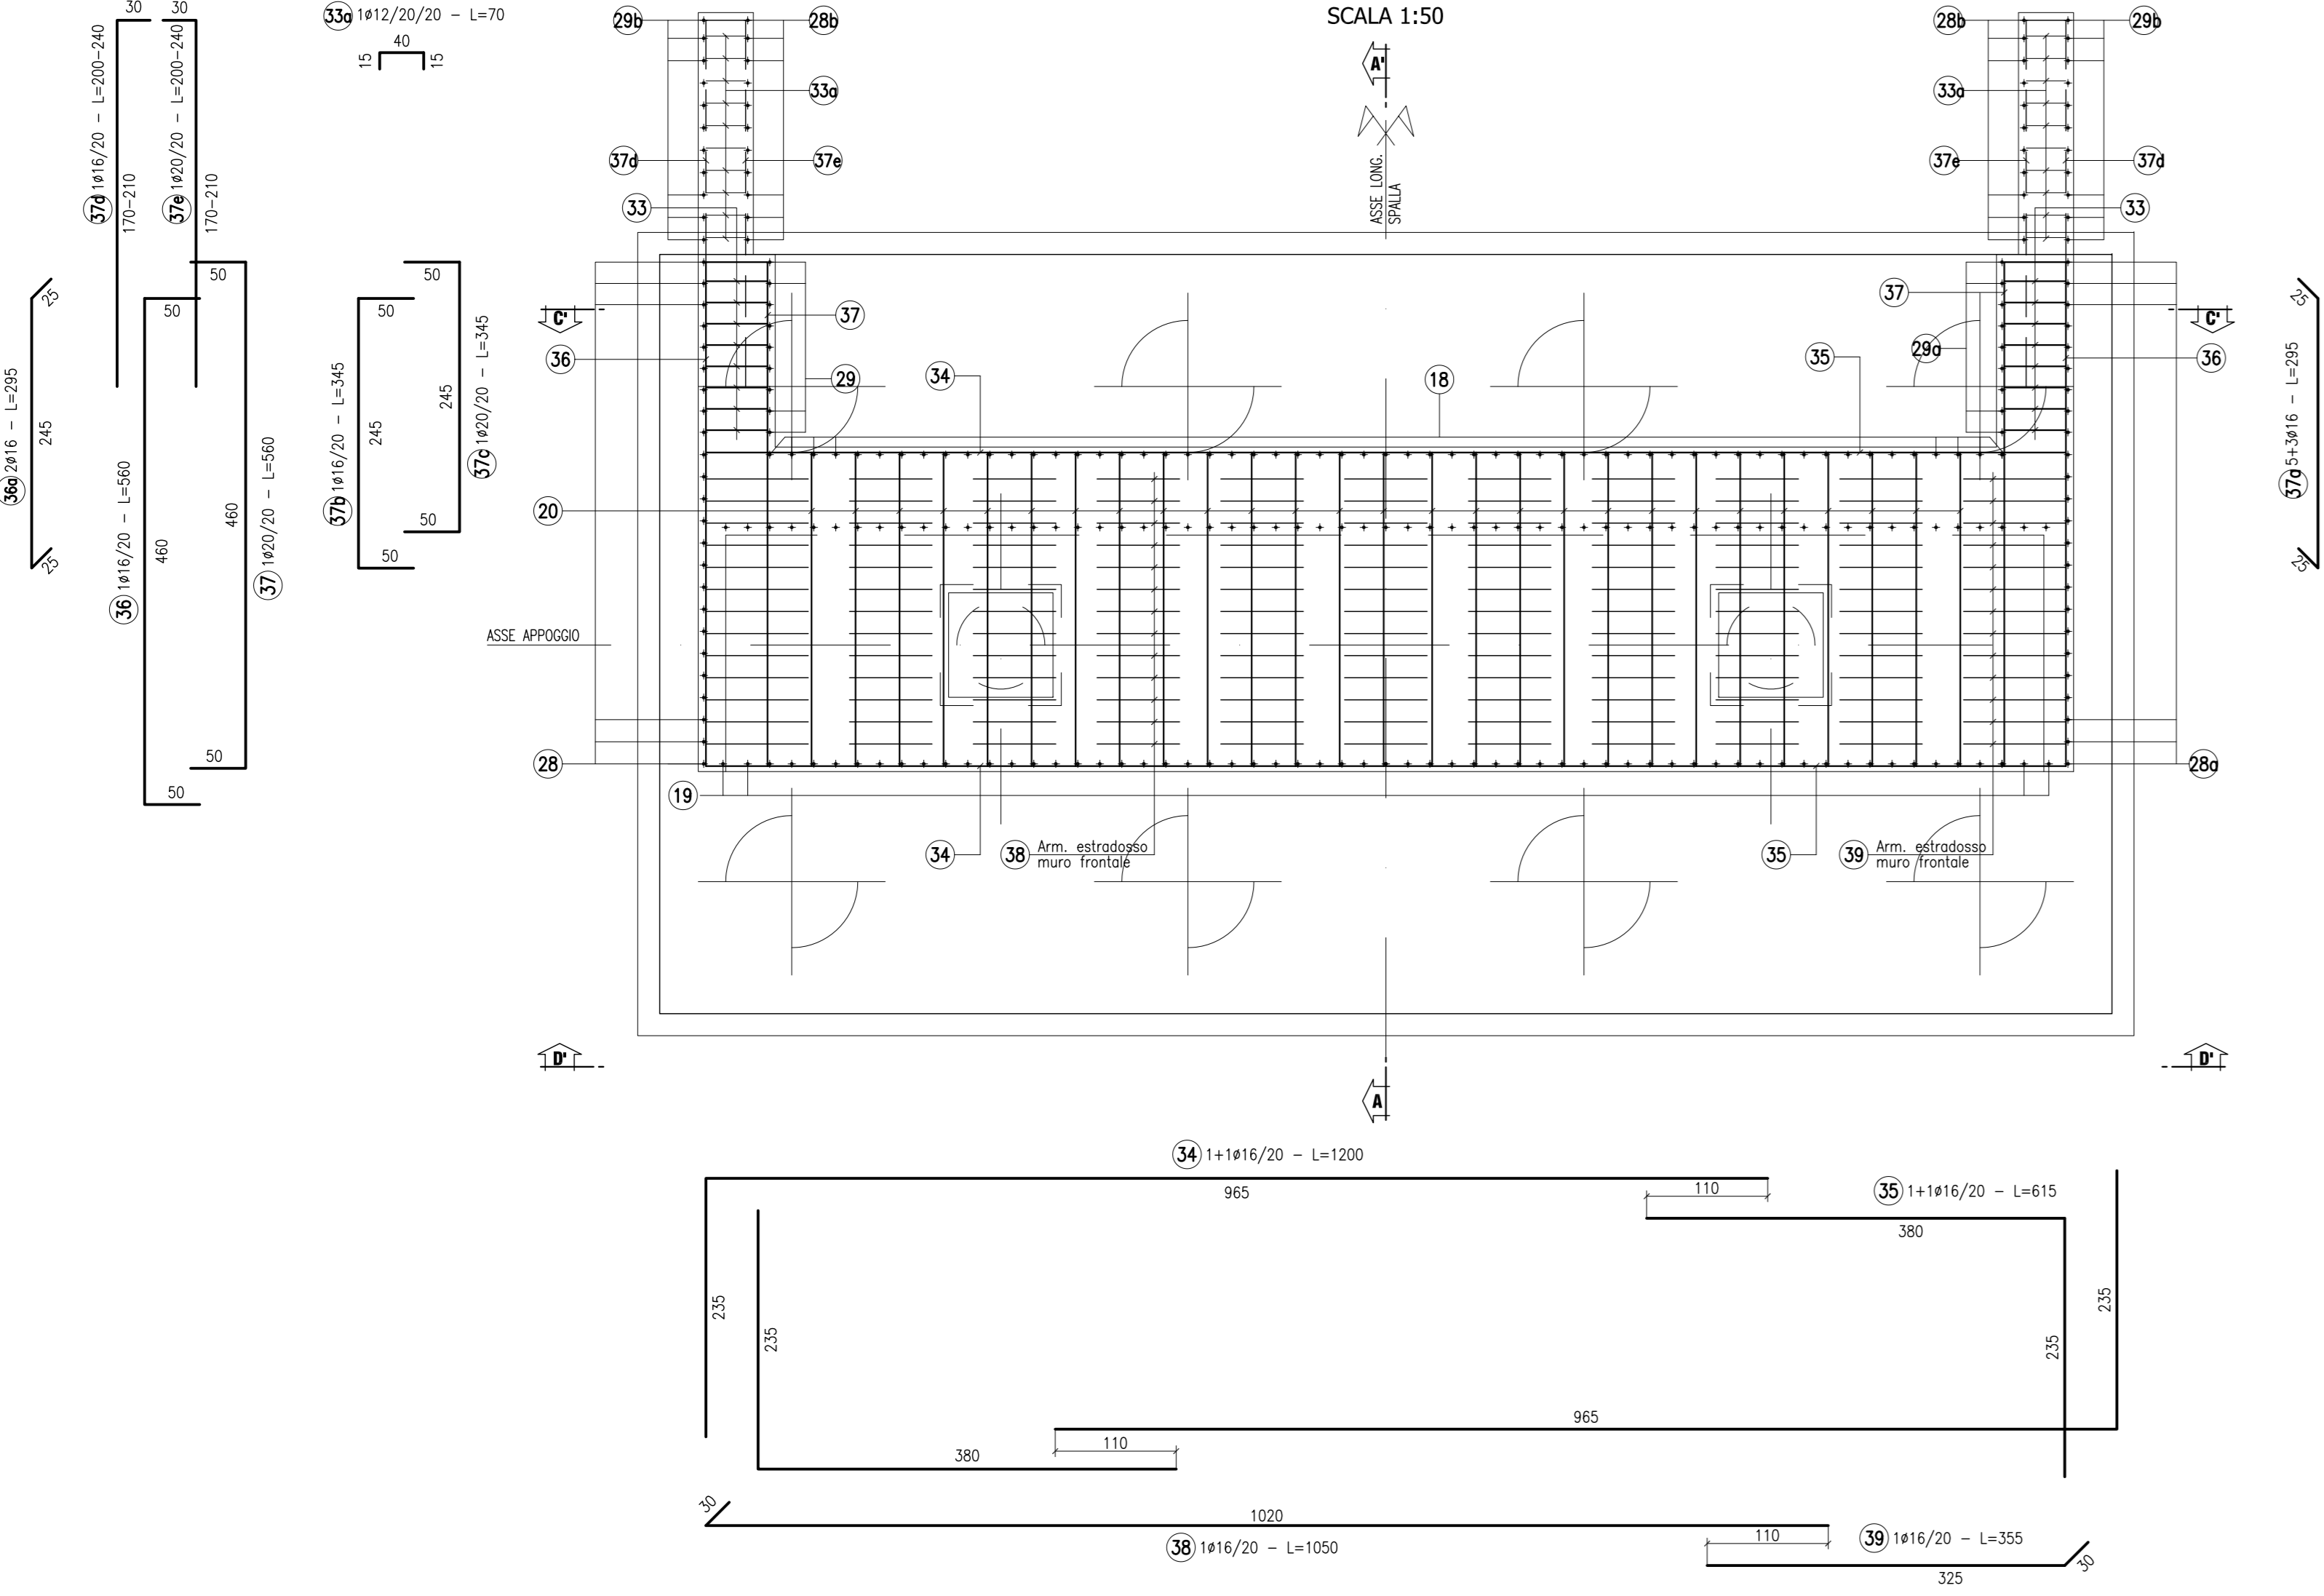 SCALA 1:50
30
30
33a 1ø12/20/20 - L=70
40
15
15
37d 1ø16/20 - L=200-240
170-210
37e 1ø20/20 - L=200-240
170-210
29b
28b
28b
29b
A'
33a
33a
ASSE LONG.
SPALLA
37d
37e
37e
37d
33
33
25
36a 2ø16 - L=295
245
25
50
36 1ø16/20 - L=560
460
50
50
37 1ø20/20 - L=560
460
50
50
37b 1ø16/20 - L=345
245
50
50
37c 1ø20/20 - L=345
245
50
25
37a 5+3ø16 - L=295
25
C'
C'
37
37
36
36
29
34
18
35
29a
20
ASSE APPOGGIO
28
28a
19
34
38 Arm. estradosso
muro frontale
35
39 Arm. estradosso
muro frontale
D'
D'
A
34 1+1ø16/20 - L=1200
965
110
35 1+1ø16/20 - L=615
380
235
235
235
235
965
110
380
30
1020
38 1ø16/20 - L=1050
110
39 1ø16/20 - L=355
325
30